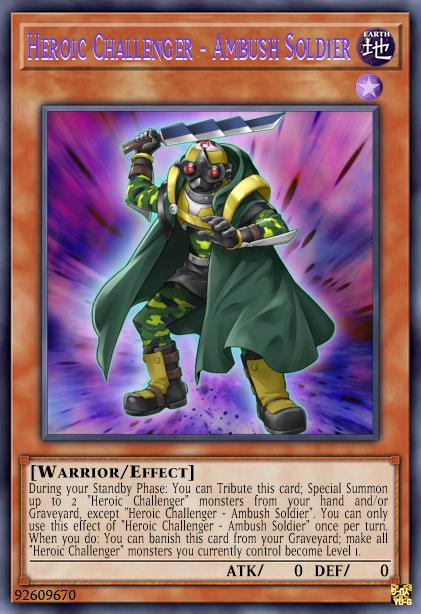 Heroic Challenger - Ambush Soldier
EARTH
地
[Warrior/Effect]
During your Standby Phase: You can Tribute this card; Special Summon
up to 2 "Heroic Challenger" monsters from your hand and/or
Graveyard, except "Heroic Challenger - Ambush Soldier". You can only
use this effect of "Heroic Challenger - Ambush Soldier" once per turn.
When you do: You can banish this card from your Graveyard; make all
"Heroic Challenger" monsters you currently control become Level 1.
ATK/ 0 DEF/ 0
92609670